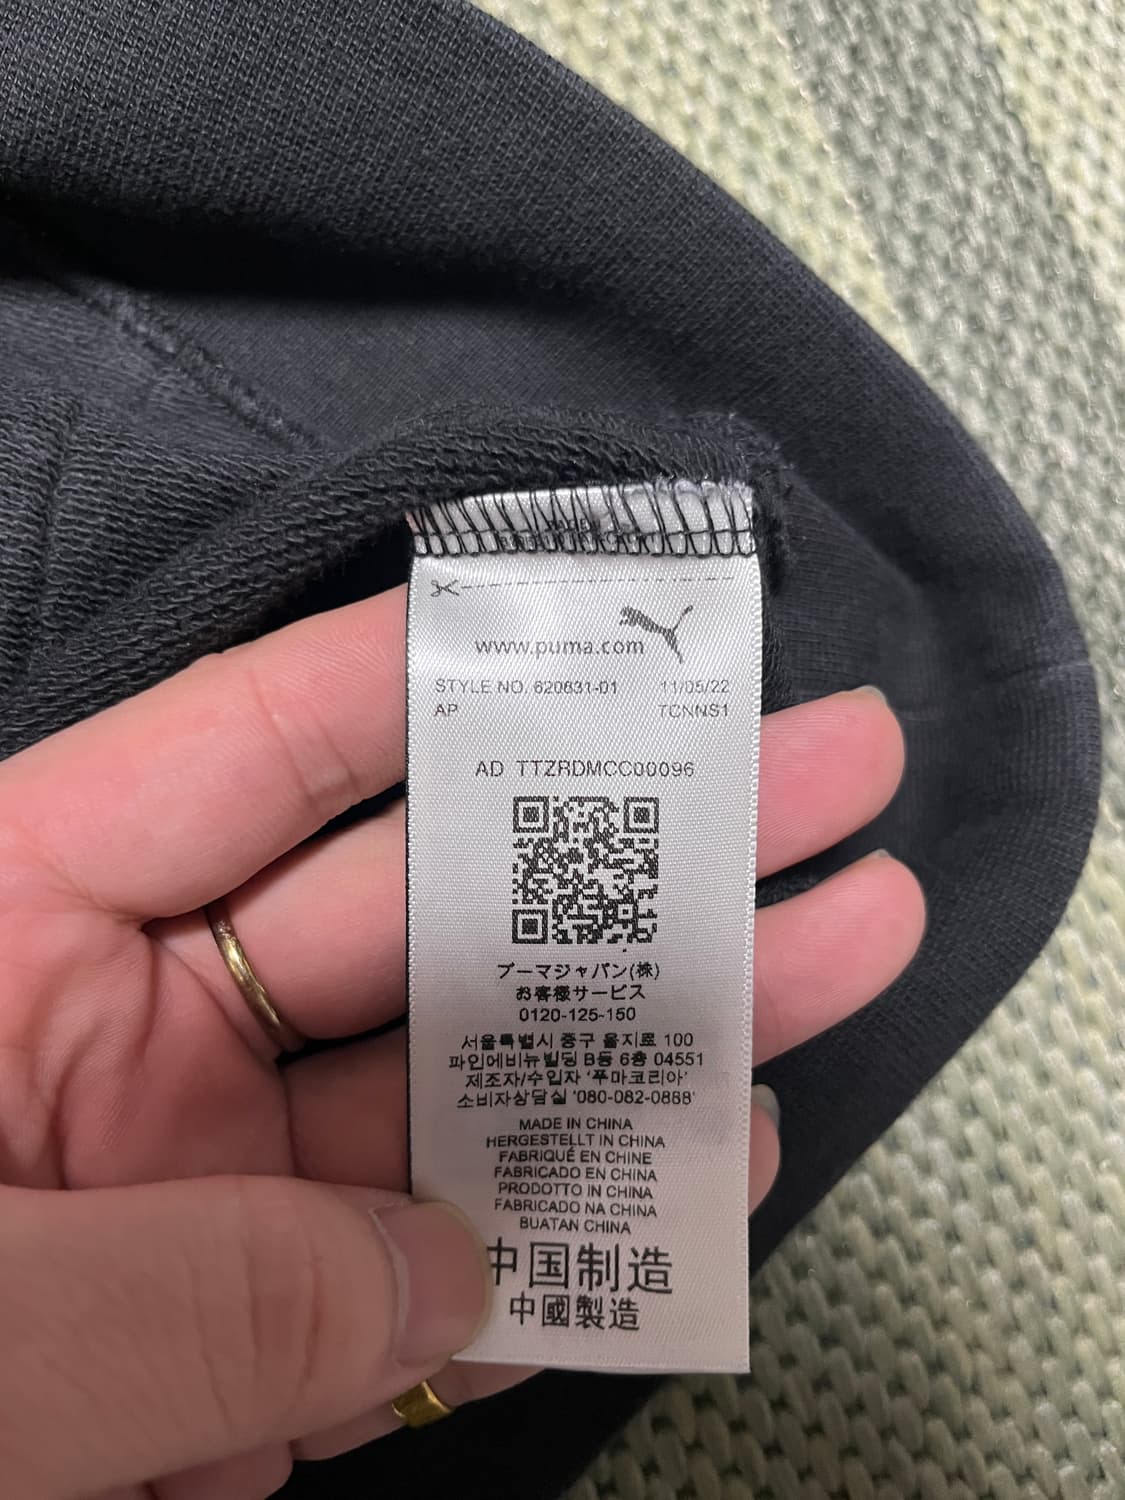 www.puma.com
STYLE NO. 620631-01 11/05/22
AP TCNNS1
AD TTZRDMCC00096
プーマジャパン(株)
お客様サービス
0120-125-150
서울특별시 중구 을지로 100
파인에비뉴빌딩 B동 6층 04551
제조자/수입자 '푸마코리아'
소비자상담실 '080-082-0888'
MADE IN CHINA
HERGESTELLT IN CHINA
FABRIQUÉ EN CHINE
FABRICADO EN CHINA
PRODOTTO IN CHINA
FABRICADO NA CHINA
BUATAN CHINA
中国制造
中國製造